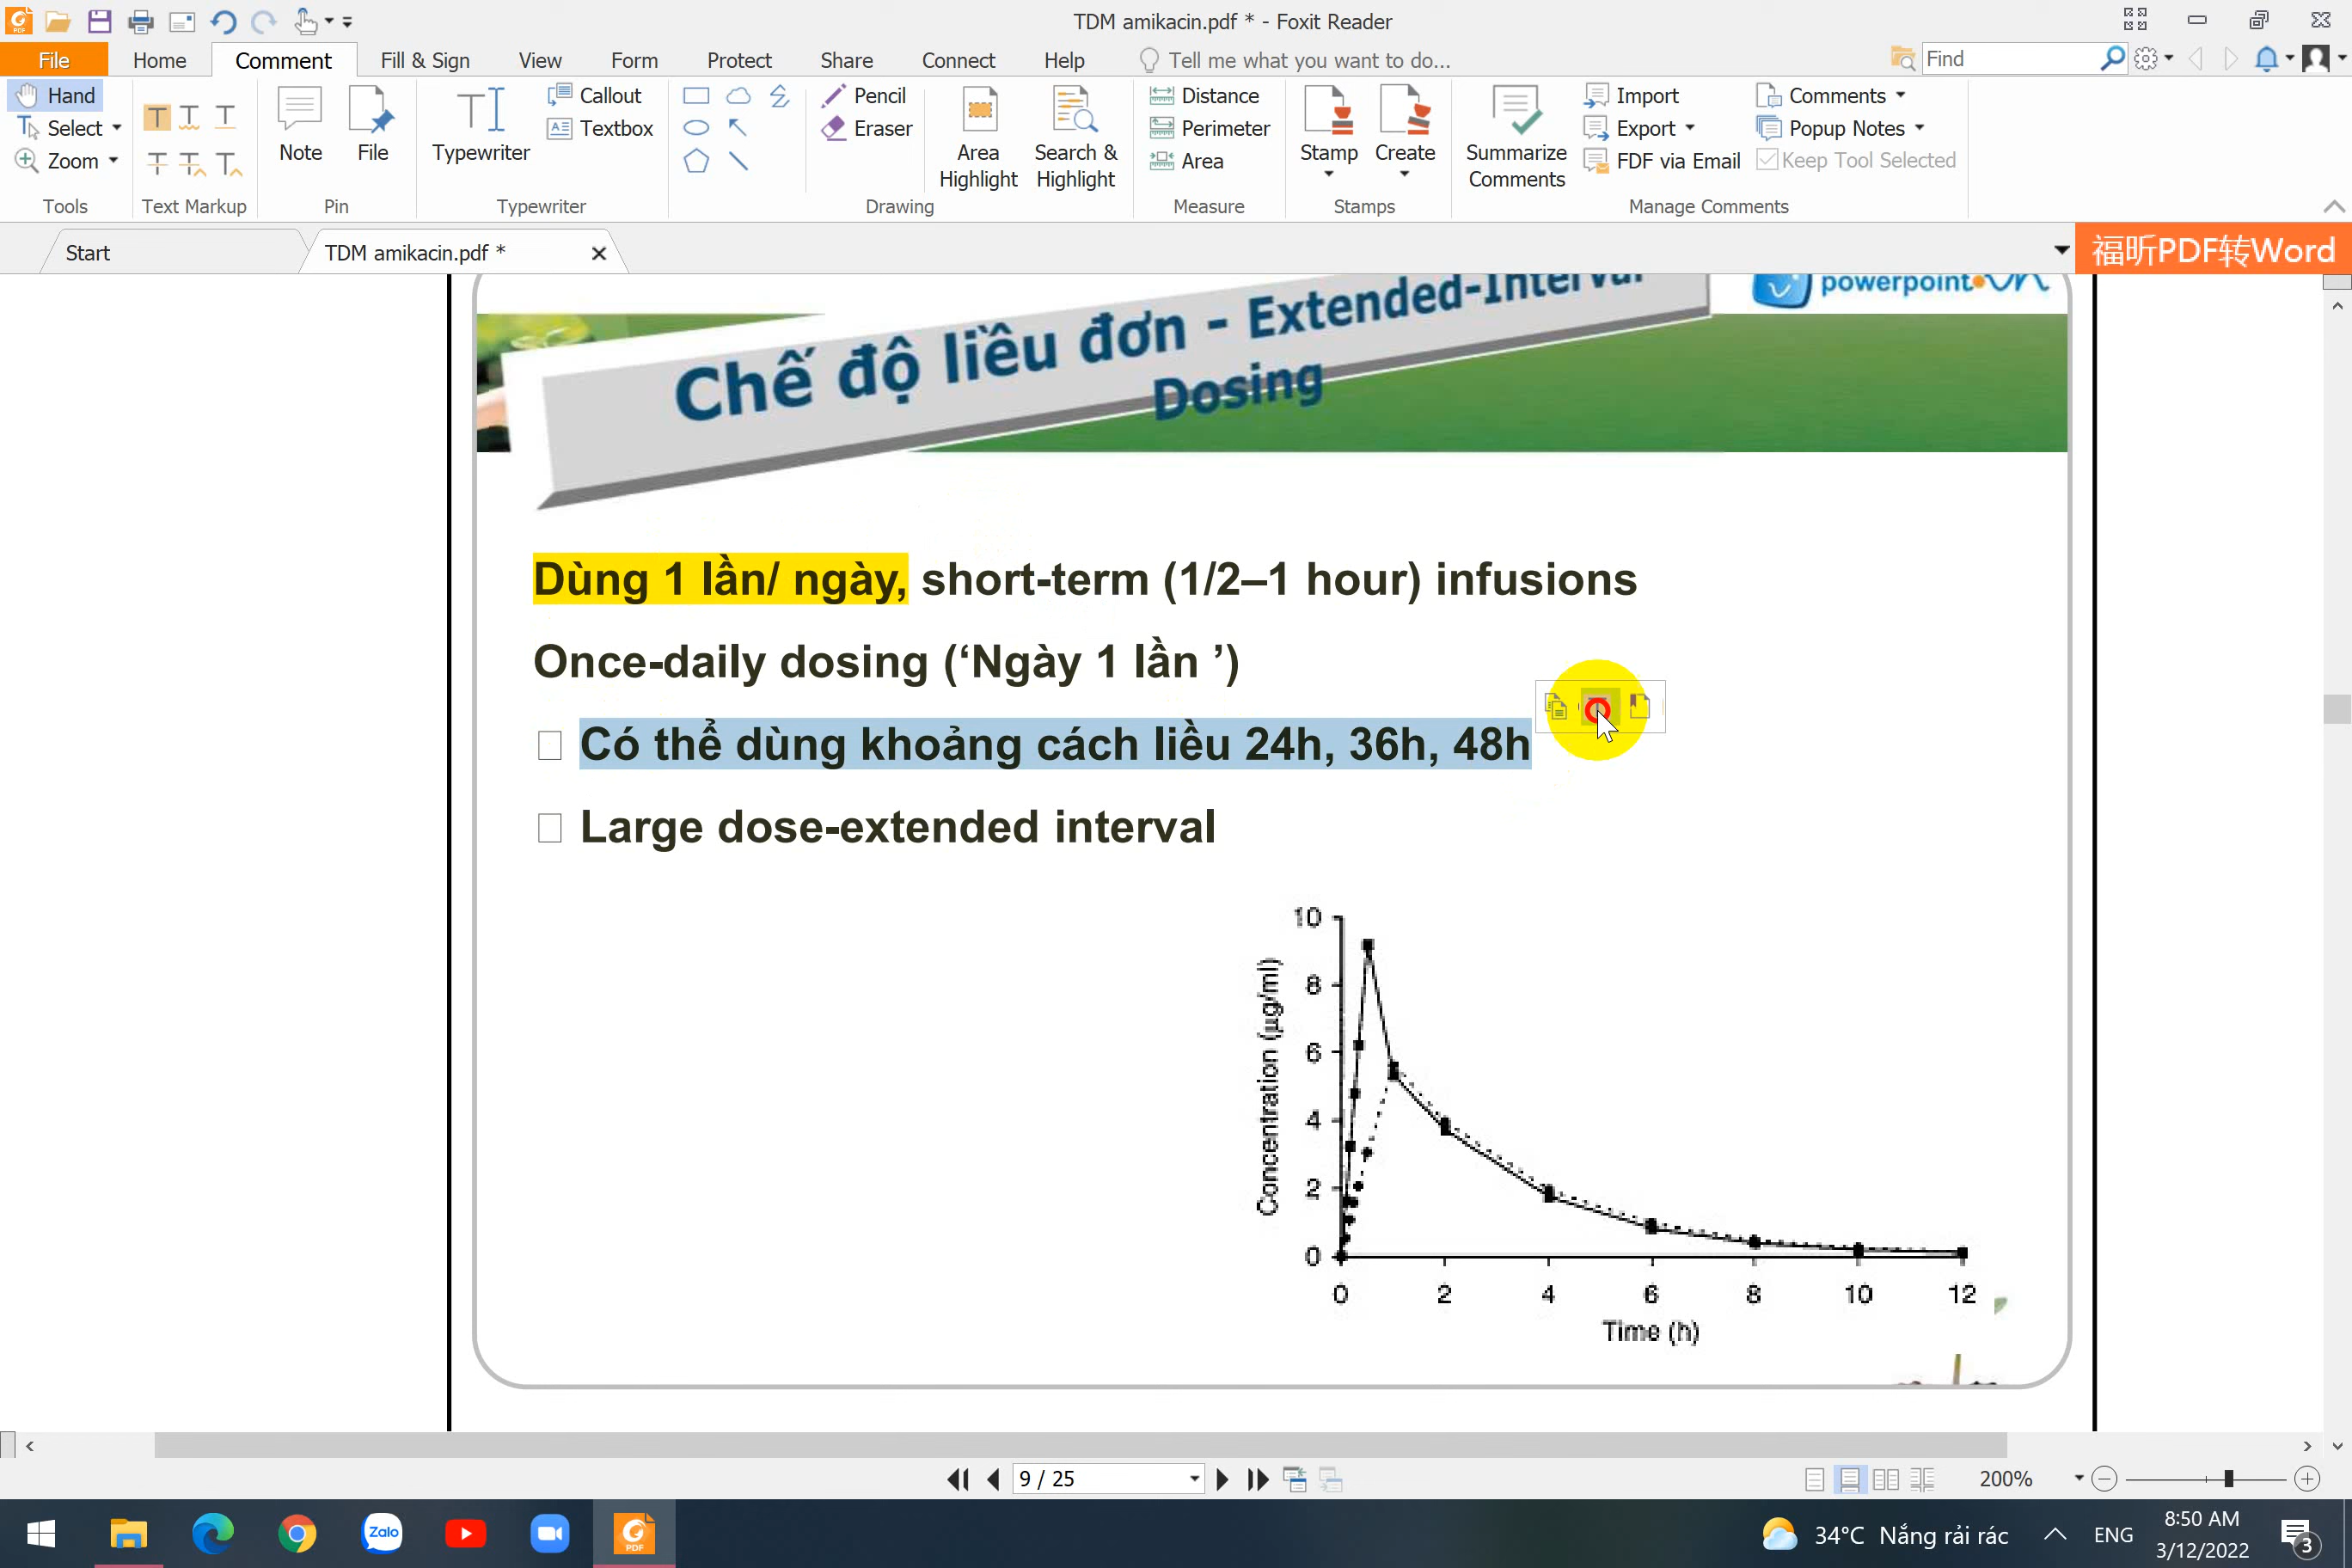 TDM amikacin.pdf * - Foxit Reader
File Home Comment Fill & Sign View Form Protect Share Connect Help Tell me what you want to do... Find
Hand Callout Pencil Distance Import Comments
Select Textbox Eraser Perimeter Export Popup Notes
Zoom Note File Typewriter Area Highlight Search & Highlight Area Stamp Create Summarize Comments FDF via Email Keep Tool Selected
Tools Text Markup Pin Typewriter Drawing Measure Stamps Manage Comments
Start TDM amikacin.pdf * 福昕PDF转Word
powerpoint
Chế độ liều đơn - Extended-Interval
Dosing
Dùng 1 lần/ ngày, short-term (1/2–1 hour) infusions
Once-daily dosing (‘Ngày 1 lần ’)
Có thể dùng khoảng cách liều 24h, 36h, 48h
Large dose-extended interval
Concentration (µg/ml)
10
8
6
4
2
0
0 2 4 6 8 10 12
Time (h)
9 / 25 200%
Zalo
PDF
34°C Nắng rải rác ENG
8:50 AM
3/12/2022
3